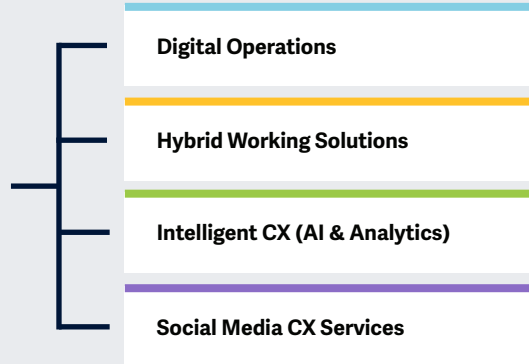 Digital Operations
Hybrid Working Solutions
Intelligent CX (AI & Analytics)
Social Media CX Services